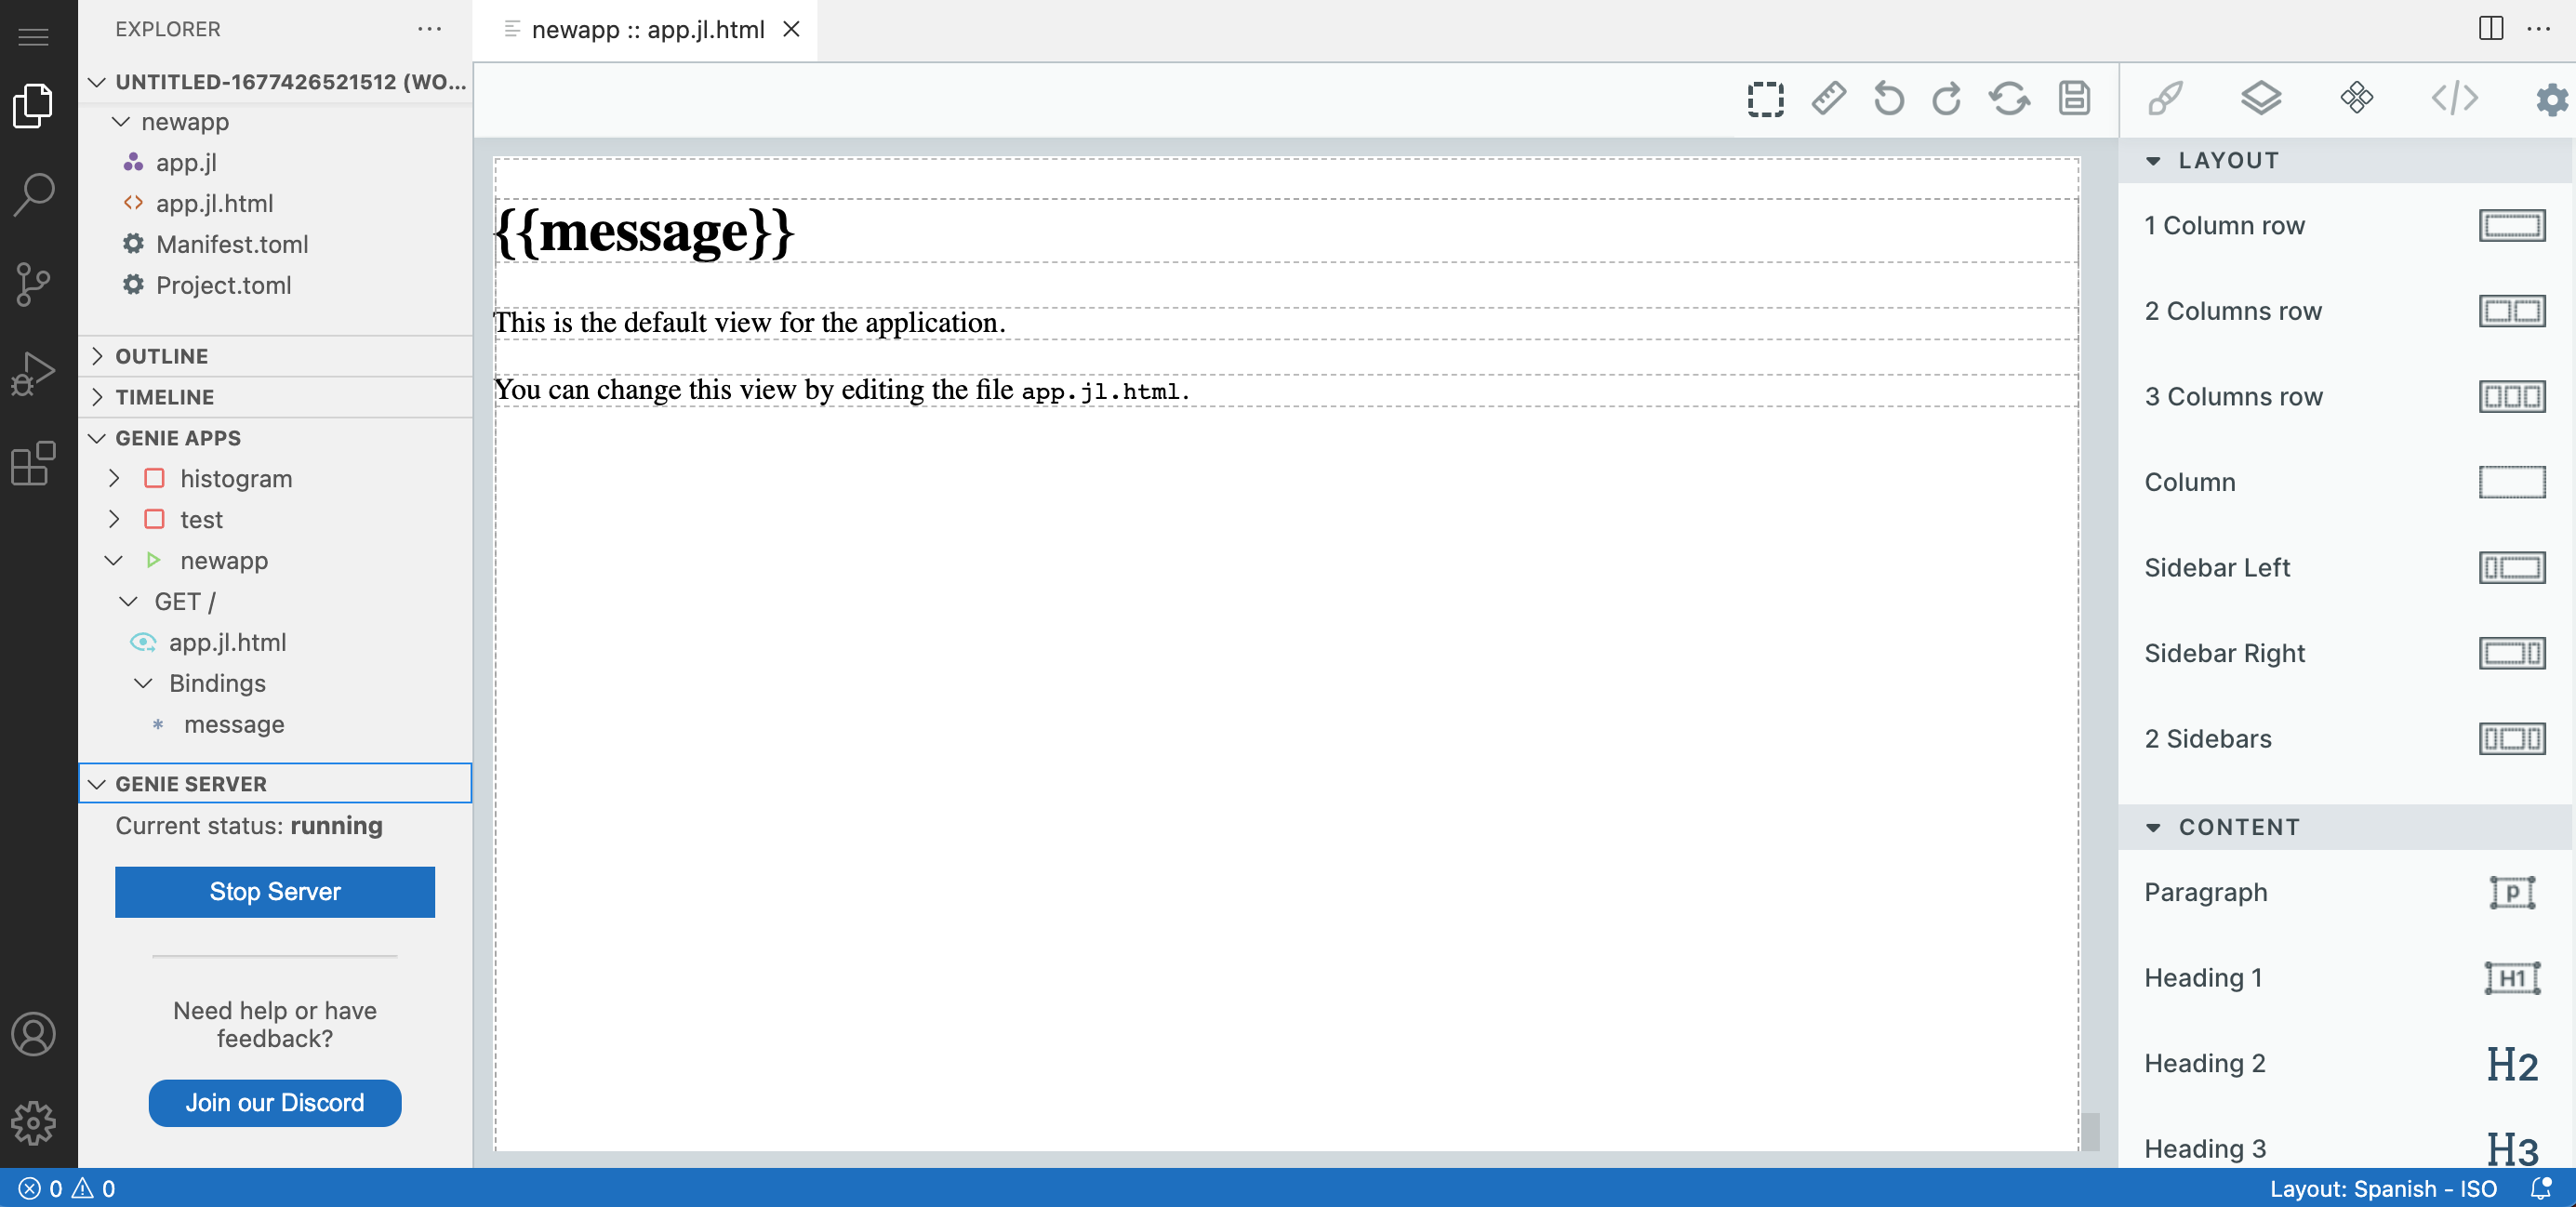 EXPLORER
UNTITLED-1677426521512 (WO...
newapp
app.jl
app.jl.html
Manifest.toml
Project.toml
OUTLINE
TIMELINE
GENIE APPS
histogram
test
newapp
GET /
app.jl.html
Bindings
* message
GENIE SERVER
Current status: running
Stop Server
Need help or have
feedback?
Join our Discord
newapp :: app.jl.html
{{message}}
This is the default view for the application.
You can change this view by editing the file app.jl.html.
LAYOUT
1 Column row
2 Columns row
3 Columns row
Column
Sidebar Left
Sidebar Right
2 Sidebars
CONTENT
Paragraph
P
Heading 1
H1
Heading 2
H2
Heading 3
H3
0 0
Layout: Spanish - ISO